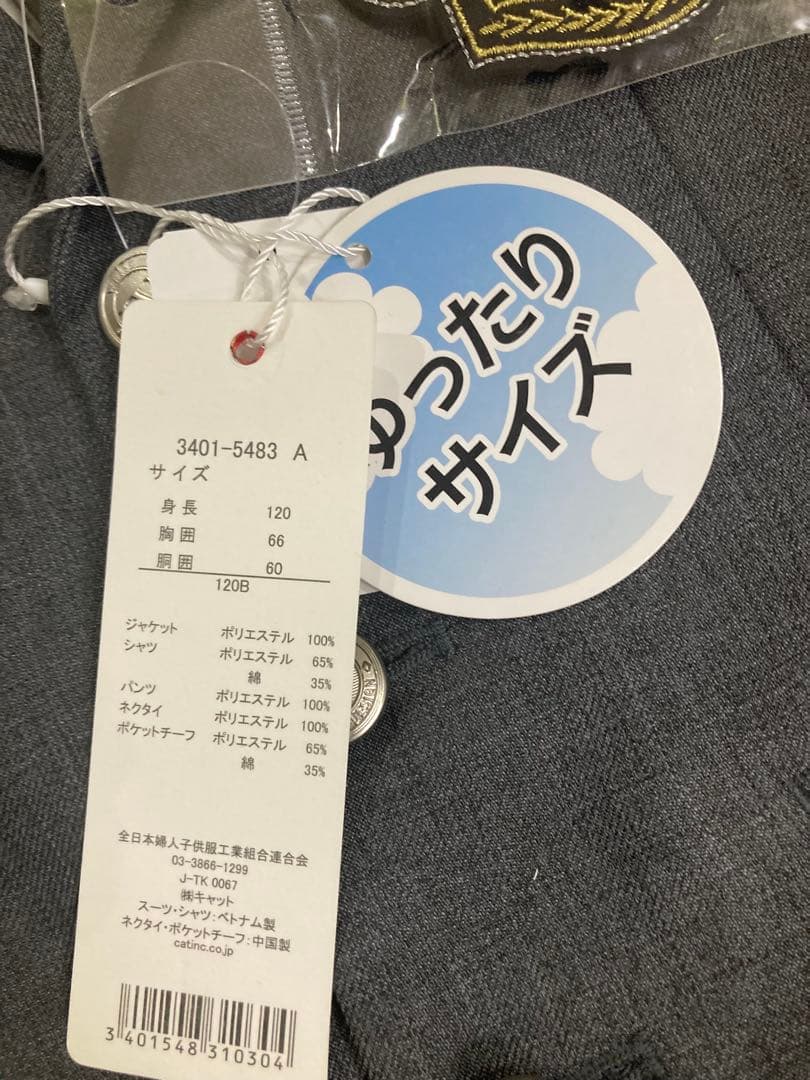 ゆったり
サイズ
3401-5483 A
サイズ
身長 120
胸囲 66
胴囲 60
120B
ジャケット ポリエステル 100%
シャツ ポリエステル 65%
綿 35%
パンツ ポリエステル 100%
ネクタイ ポリエステル 100%
ポケットチーフ ポリエステル 65%
綿 35%
全日本婦人子供服工業組合連合会
03-3866-1299
J-TK 0067
㈱キャット
スーツ・シャツ:ベトナム製
ネクタイ・ポケットチーフ:中国製
catinc.co.jp
3 401548 310304